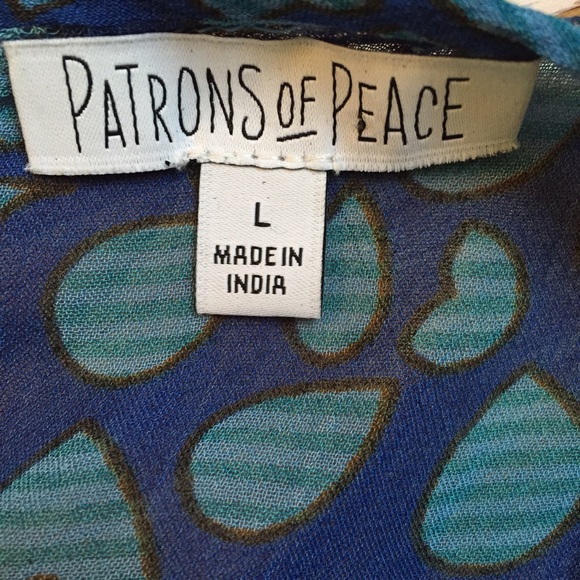 PATRONS OF PEACE
L
MADE IN
INDIA